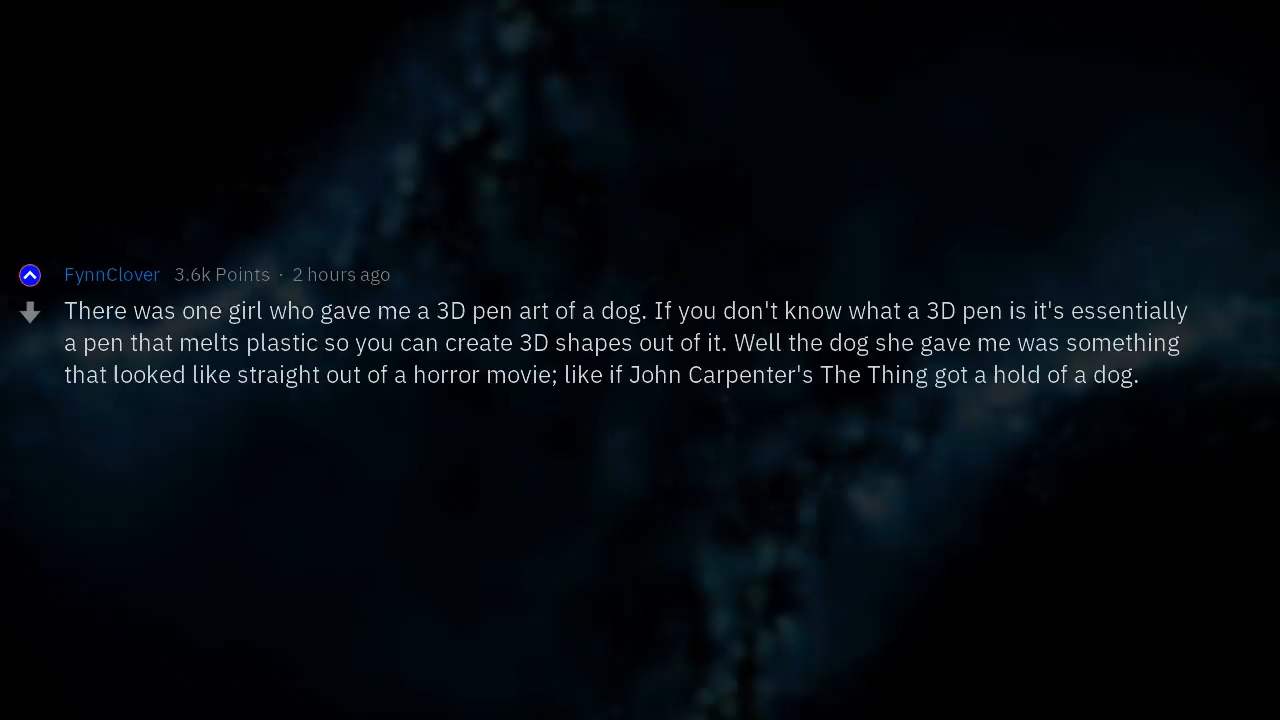 FynnClover 3.6k Points · 2 hours ago
There was one girl who gave me a 3D pen art of a dog. If you don't know what a 3D pen is it's essentially
a pen that melts plastic so you can create 3D shapes out of it. Well the dog she gave me was something
that looked like straight out of a horror movie; like if John Carpenter's The Thing got a hold of a dog.